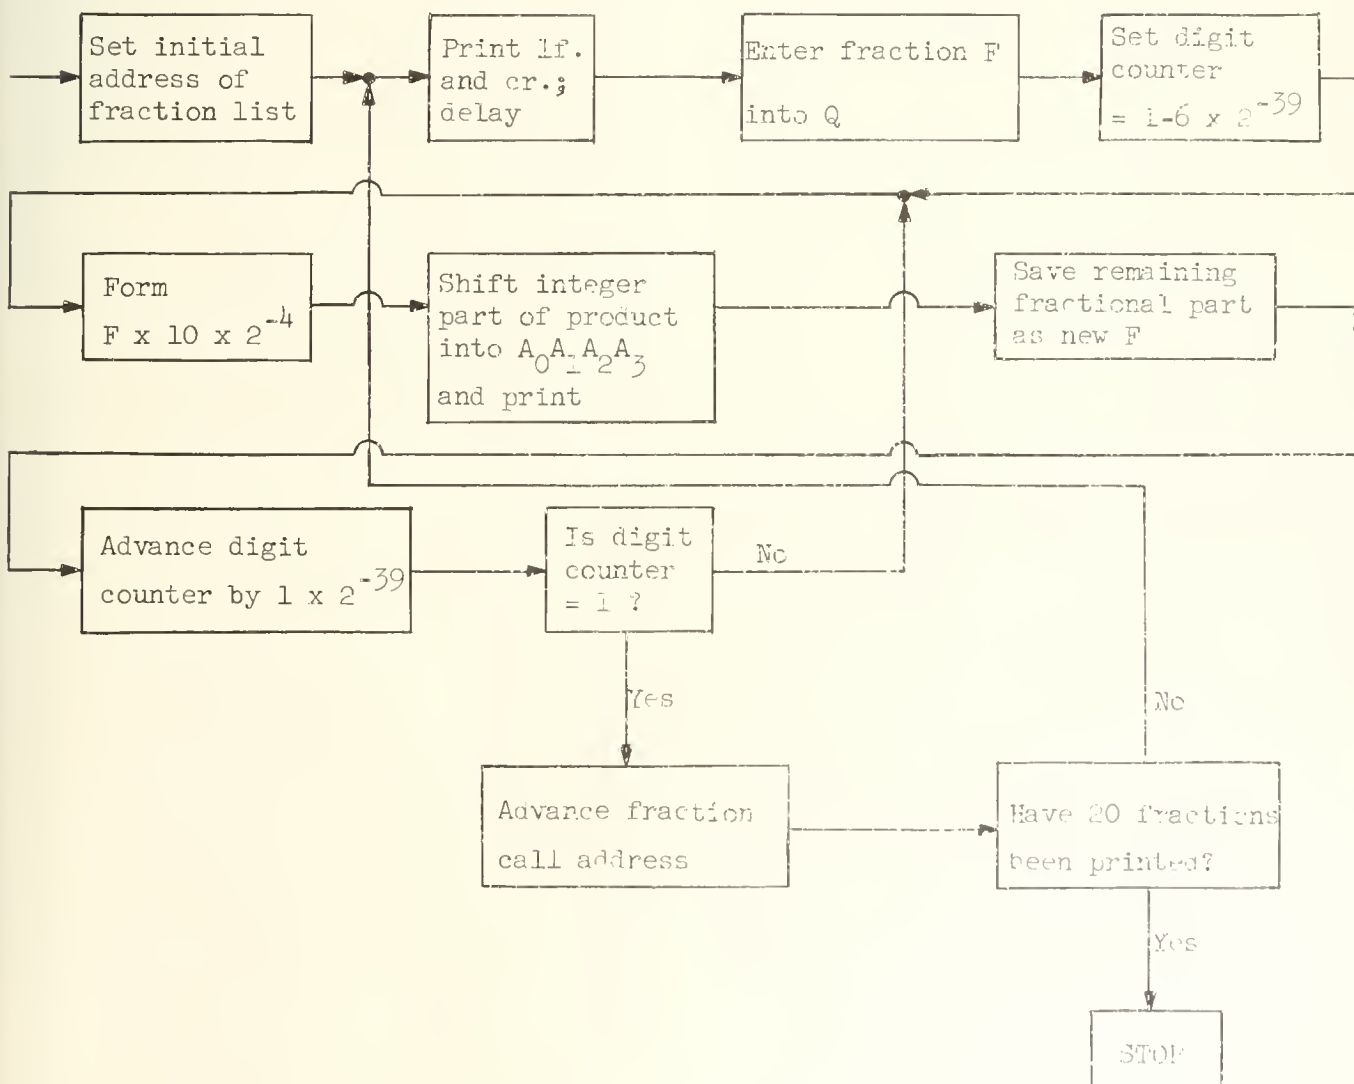 Set initial
address of
fraction list
Print lf.
and cr.;
delay
Enter fraction F
into Q
Set digit
counter
= 1-6 x 2^-39
Form
F x 10 x 2^-4
Shift integer
part of product
into A_0A_1A_2A_3
and print
Save remaining
fractional part
as new F
Advance digit
counter by 1 x 2^-39
Is digit
counter
= 1 ?
No
Yes
No
Advance fraction
call address
Have 20 fractions
been printed?
Yes
STOP